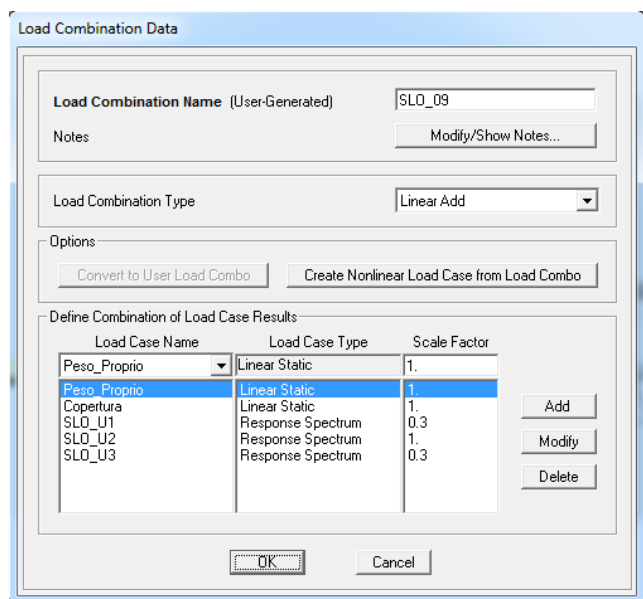 Load Combination Data
Load Combination Name (User-Generated) SLO_09
Notes Modify/Show Notes...
Load Combination Type Linear Add
Options
Convert to User Load Combo Create Nonlinear Load Case from Load Combo
Define Combination of Load Case Results
Load Case Name Load Case Type Scale Factor
Peso_Proprio Linear Static 1.
Peso_Proprio Linear Static 1.
Copertura Linear Static 1.
SLO_U1 Response Spectrum 0.3
SLO_U2 Response Spectrum 1.
SLO_U3 Response Spectrum 0.3
Add
Modify
Delete
OK Cancel